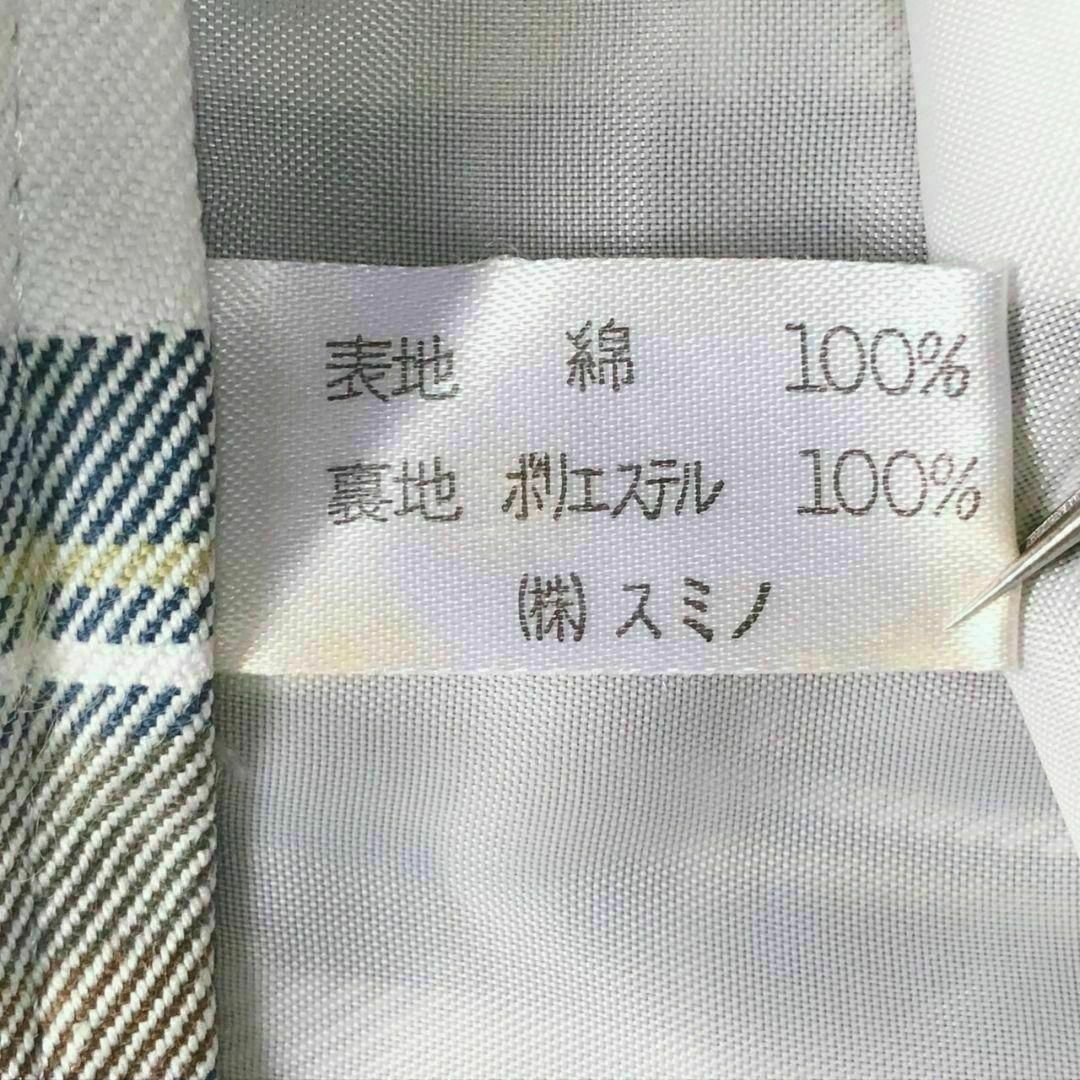 表地 綿 100%
裏地 ポリエステル 100%
(株) スミノ